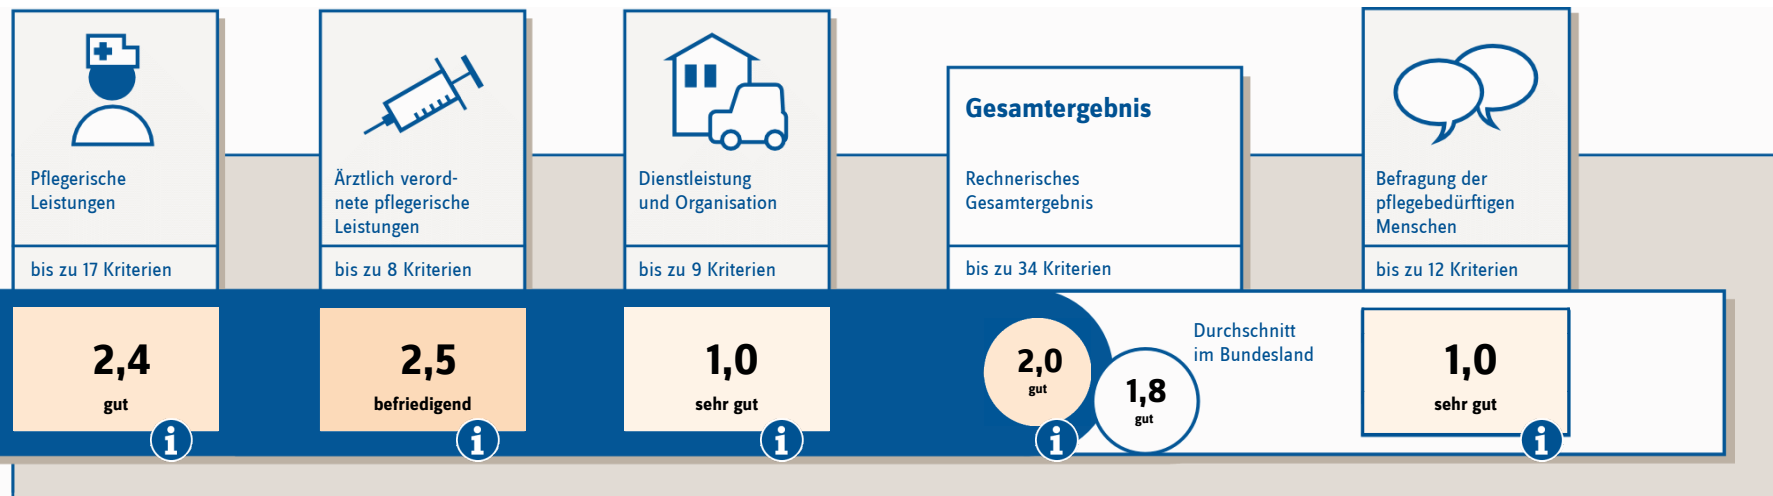 Pflegerische
Leistungen
bis zu 17 Kriterien
2,4
gut
i
Ärztlich verord-
nete pflegerische
Leistungen
bis zu 8 Kriterien
2,5
befriedigend
i
Dienstleistung
und Organisation
bis zu 9 Kriterien
1,0
sehr gut
i
Gesamtergebnis
Rechnerisches
Gesamtergebnis
bis zu 34 Kriterien
2,0
gut
i
1,8
gut
Durchschnitt
im Bundesland
Befragung der
pflegebedürftigen
Menschen
bis zu 12 Kriterien
1,0
sehr gut
i